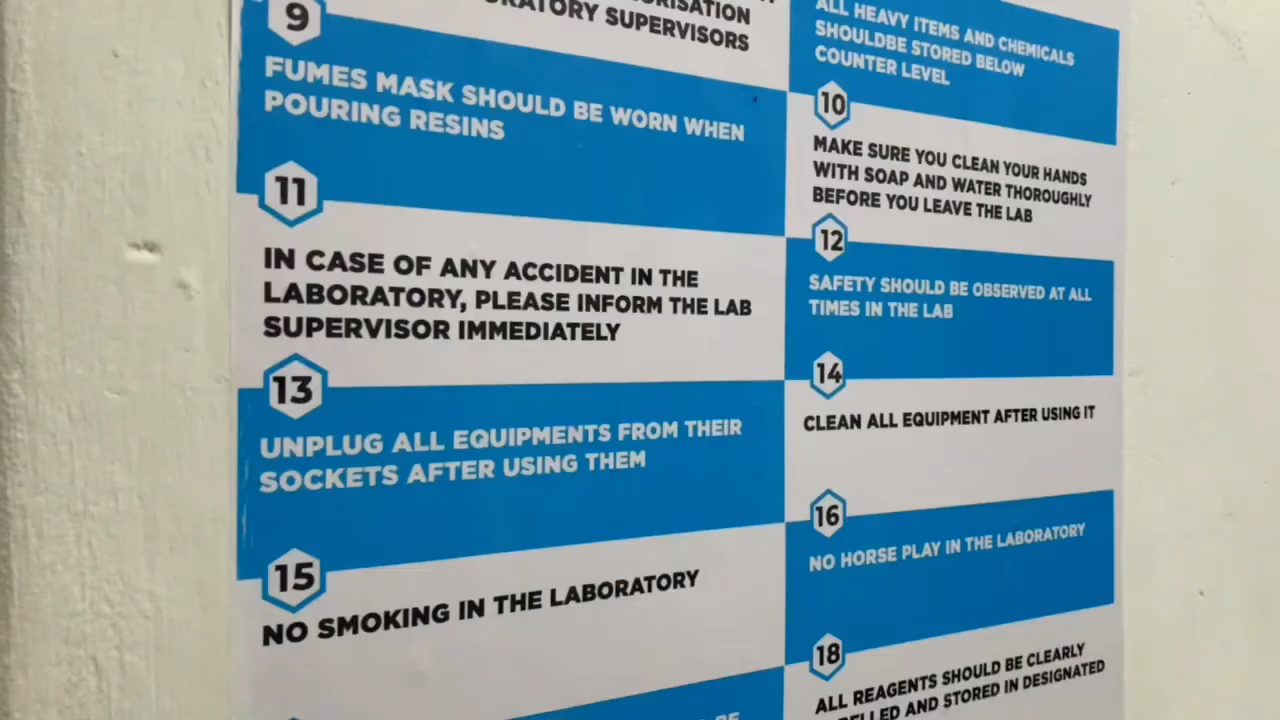 LABORATORY SUPERVISORS
ALL HEAVY ITEMS AND CHEMICALS
SHOULDBE STORED BELOW
COUNTER LEVEL
9
FUMES MASK SHOULD BE WORN WHEN
POURING RESINS
10
MAKE SURE YOU CLEAN YOUR HANDS
WITH SOAP AND WATER THOROUGHLY
BEFORE YOU LEAVE THE LAB
11
IN CASE OF ANY ACCIDENT IN THE
LABORATORY, PLEASE INFORM THE LAB
SUPERVISOR IMMEDIATELY
12
SAFETY SHOULD BE OBSERVED AT ALL
TIMES IN THE LAB
13
UNPLUG ALL EQUIPMENTS FROM THEIR
SOCKETS AFTER USING THEM
14
CLEAN ALL EQUIPMENT AFTER USING IT
15
NO SMOKING IN THE LABORATORY
16
NO HORSE PLAY IN THE LABORATORY
18
ALL REAGENTS SHOULD BE CLEARLY
AND STORED IN DESIGNATED
BE